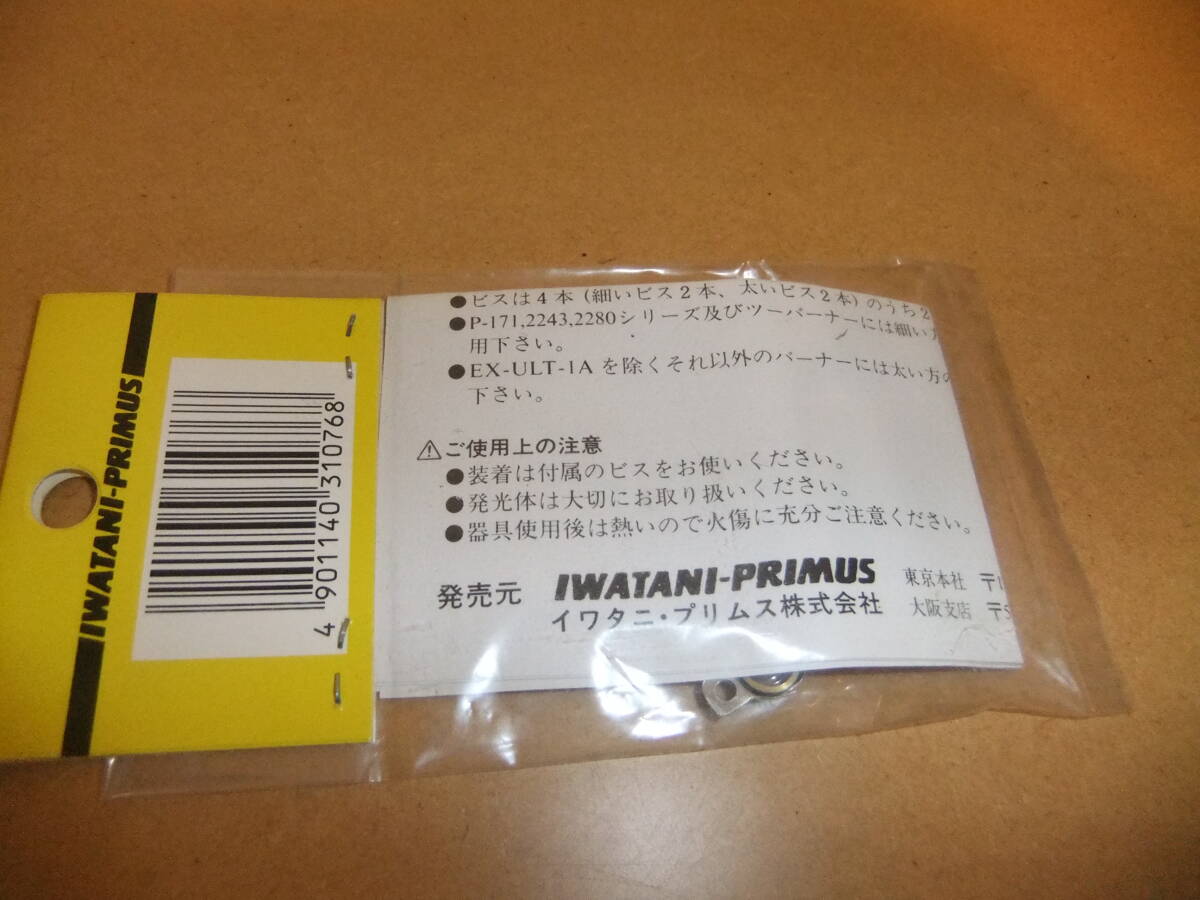 IWATANI-PRIMUS
4 901140 310768
●ビスは4本(細いビス2本、太いビス2本)のうち2
●P-171,2243,2280シリーズ及びツーバーナーには細い
用下さい。
●EX-ULT-1Aを除くそれ以外のバーナーには太い方の
下さい。
⚠ご使用上の注意
●装着は付属のビスをお使いください。
●発光体は大切にお取り扱いください。
●器具使用後は熱いので火傷に充分ご注意ください。
発売元 IWATANI-PRIMUS 東京本社 〒1
イワタニ・プリムス株式会社 大阪支店 〒5